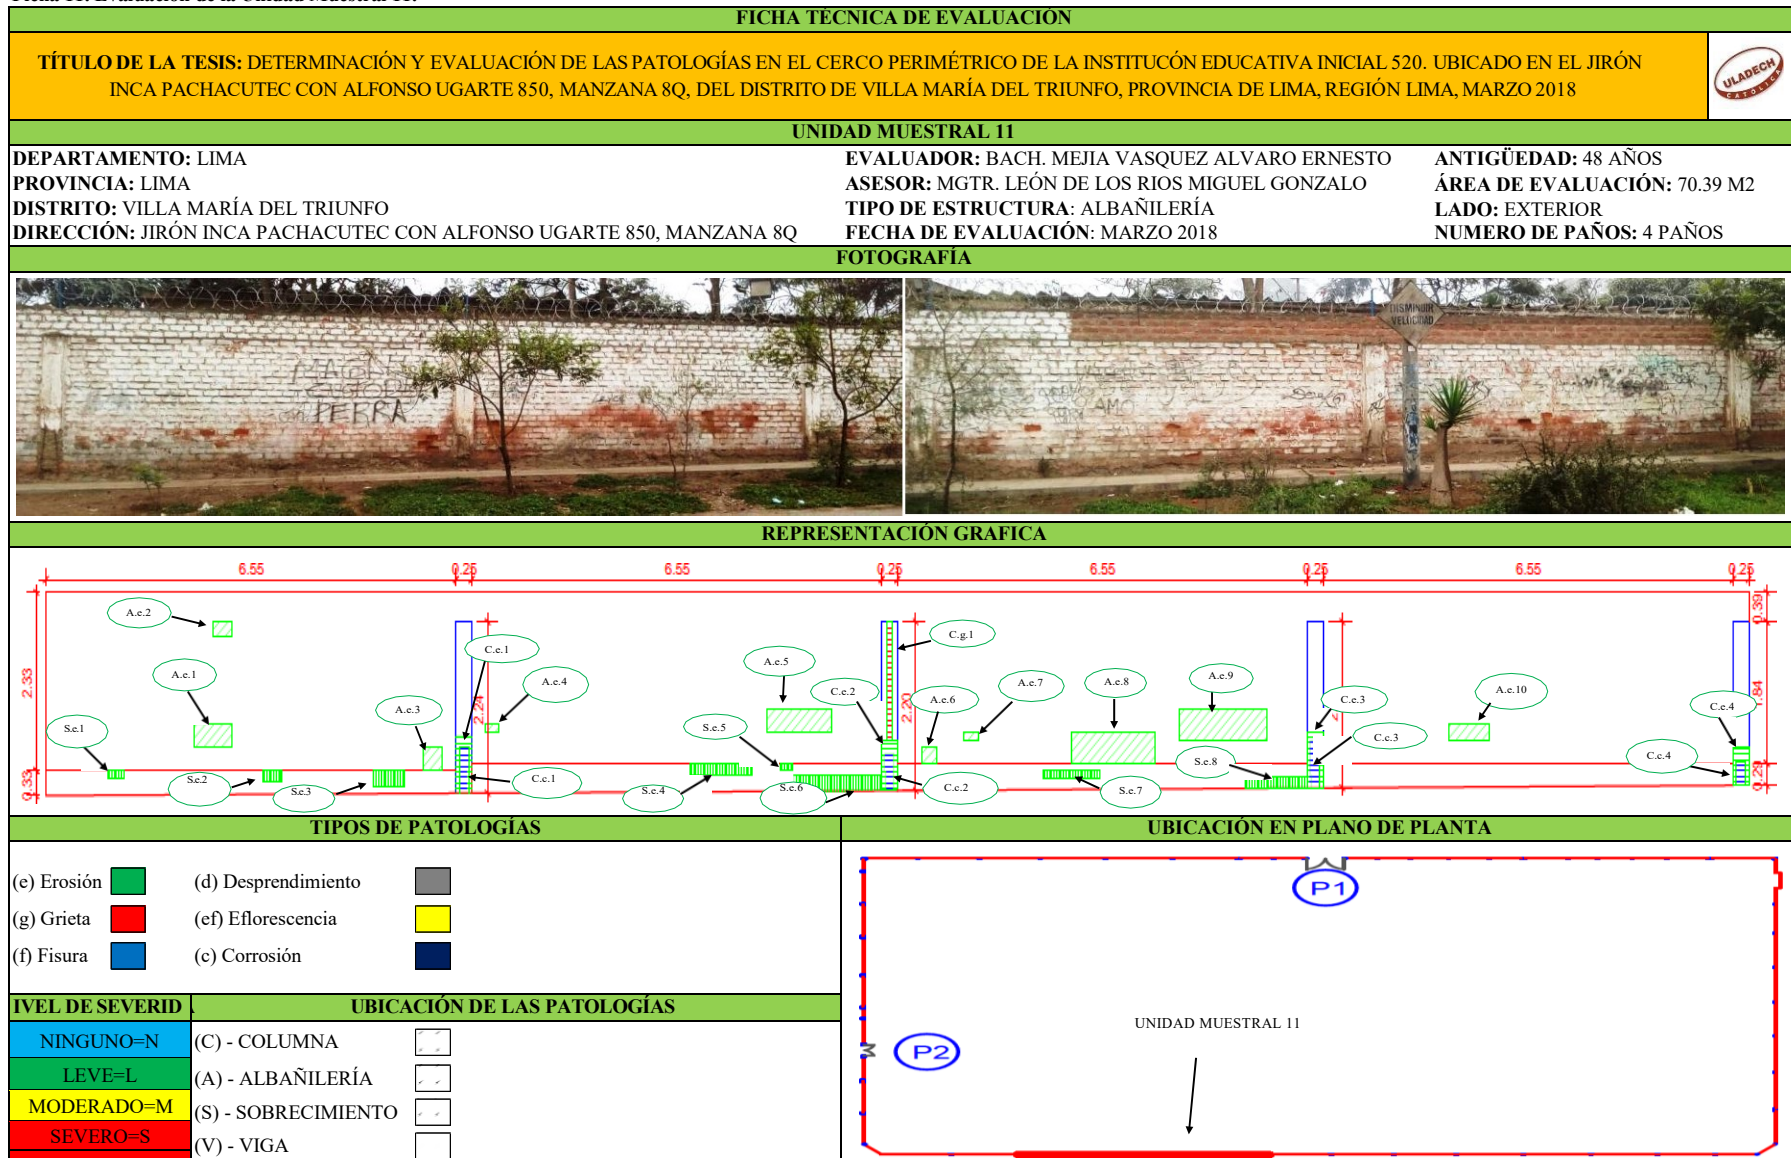 FICHA TÉCNICA DE EVALUACIÓN
TÍTULO DE LA TESIS: DETERMINACIÓN Y EVALUACIÓN DE LAS PATOLOGÍAS EN EL CERCO PERIMÉTRICO DE LA INSTITUCÓN EDUCATIVA INICIAL 520. UBICADO EN EL JIRÓN
INCA PACHACUTEC CON ALFONSO UGARTE 850, MANZANA 8Q, DEL DISTRITO DE VILLA MARÍA DEL TRIUNFO, PROVINCIA DE LIMA, REGIÓN LIMA, MARZO 2018
ULADECH
CATÓLICA
UNIDAD MUESTRAL 11
DEPARTAMENTO: LIMA
PROVINCIA: LIMA
DISTRITO: VILLA MARÍA DEL TRIUNFO
DIRECCIÓN: JIRÓN INCA PACHACUTEC CON ALFONSO UGARTE 850, MANZANA 8Q
EVALUADOR: BACH. MEJIA VASQUEZ ALVARO ERNESTO
ASESOR: MGTR. LEÓN DE LOS RIOS MIGUEL GONZALO
TIPO DE ESTRUCTURA: ALBAÑILERÍA
FECHA DE EVALUACIÓN: MARZO 2018
ANTIGÜEDAD: 48 AÑOS
ÁREA DE EVALUACIÓN: 70.39 M2
LADO: EXTERIOR
NUMERO DE PAÑOS: 4 PAÑOS
FOTOGRAFÍA
PERRA
DISMINUIR
VELOCIDAD
REPRESENTACIÓN GRAFICA
6.55 0.25 6.55 0.25 6.55 0.25 6.55 0.25
2.33
0.33
A.e.2
A.e.1
S.e.1
S.e.2
S.e.3
A.e.3
C.e.1
2.24
A.e.4
C.c.1
A.e.5
S.e.5
S.e.4
S.e.6
C.e.2
C.g.1
2.20
A.e.6
C.c.2
A.e.7
A.e.8
A.e.9
S.e.7
S.e.8
C.e.3
C.c.3
A.e.10
C.e.4
C.c.4
0.39
.84
0.29
TIPOS DE PATOLOGÍAS
(e) Erosión
(g) Grieta
(f) Fisura
(d) Desprendimiento
(ef) Eflorescencia
(c) Corrosión
IVEL DE SEVERID
NINGUNO=N
LEVE=L
MODERADO=M
SEVERO=S
UBICACIÓN DE LAS PATOLOGÍAS
(C) - COLUMNA
(A) - ALBAÑILERÍA
(S) - SOBRECIMIENTO
(V) - VIGA
UBICACIÓN EN PLANO DE PLANTA
P1
P2
UNIDAD MUESTRAL 11